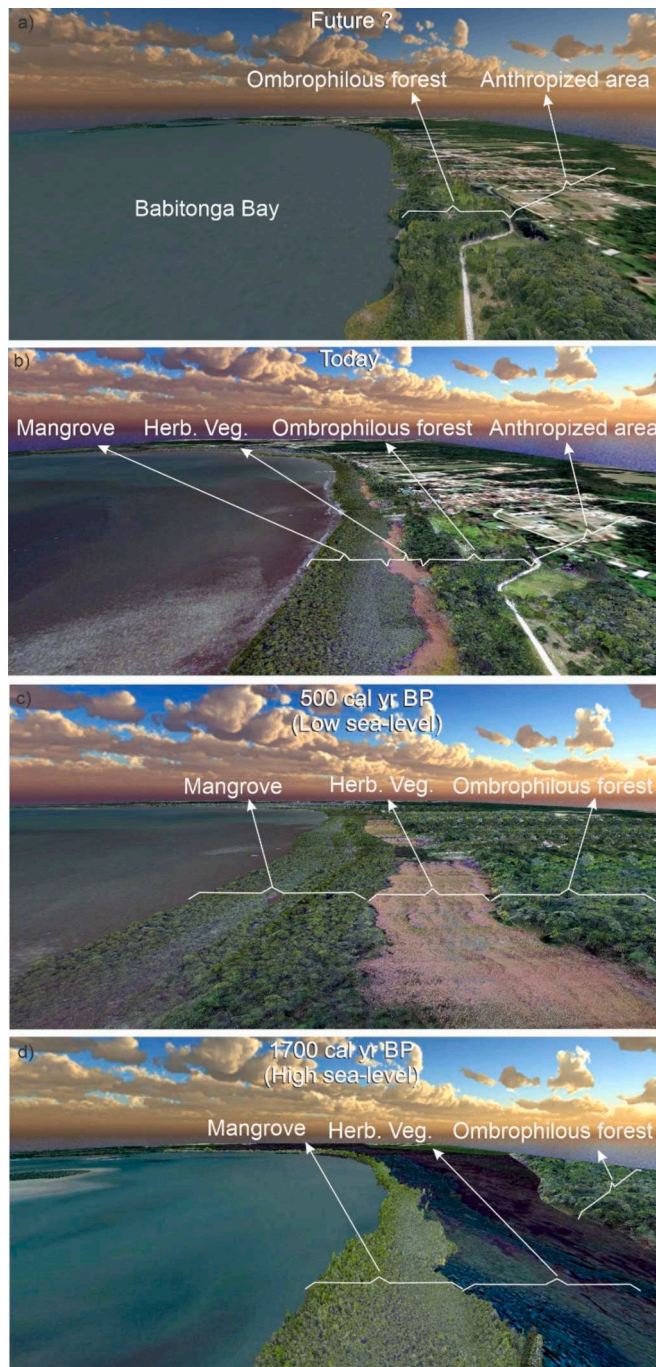 a)
Future ?
Ombrophilous forest
Anthropized area
Babitonga Bay
b)
Today
Mangrove
Herb. Veg.
Ombrophilous forest
Anthropized area
c)
500 cal yr BP
(Low sea-level)
Mangrove
Herb. Veg.
Ombrophilous forest
d)
1700 cal yr BP
(High sea-level)
Mangrove
Herb. Veg.
Ombrophilous forest